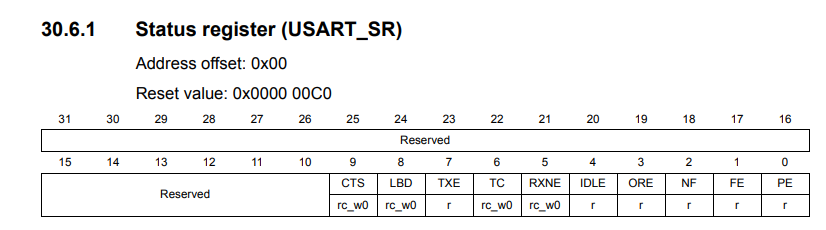 30.6.1 Status register (USART_SR)
Address offset: 0x00
Reset value: 0x0000 00C0
31 30 29 28 27 26 25 24 23 22 21 20 19 18 17 16
Reserved
15 14 13 12 11 10 9 8 7 6 5 4 3 2 1 0
Reserved CTS LBD TXE TC RXNE IDLE ORE NF FE PE
rc_w0 rc_w0 r rc_w0 rc_w0 r r r r r